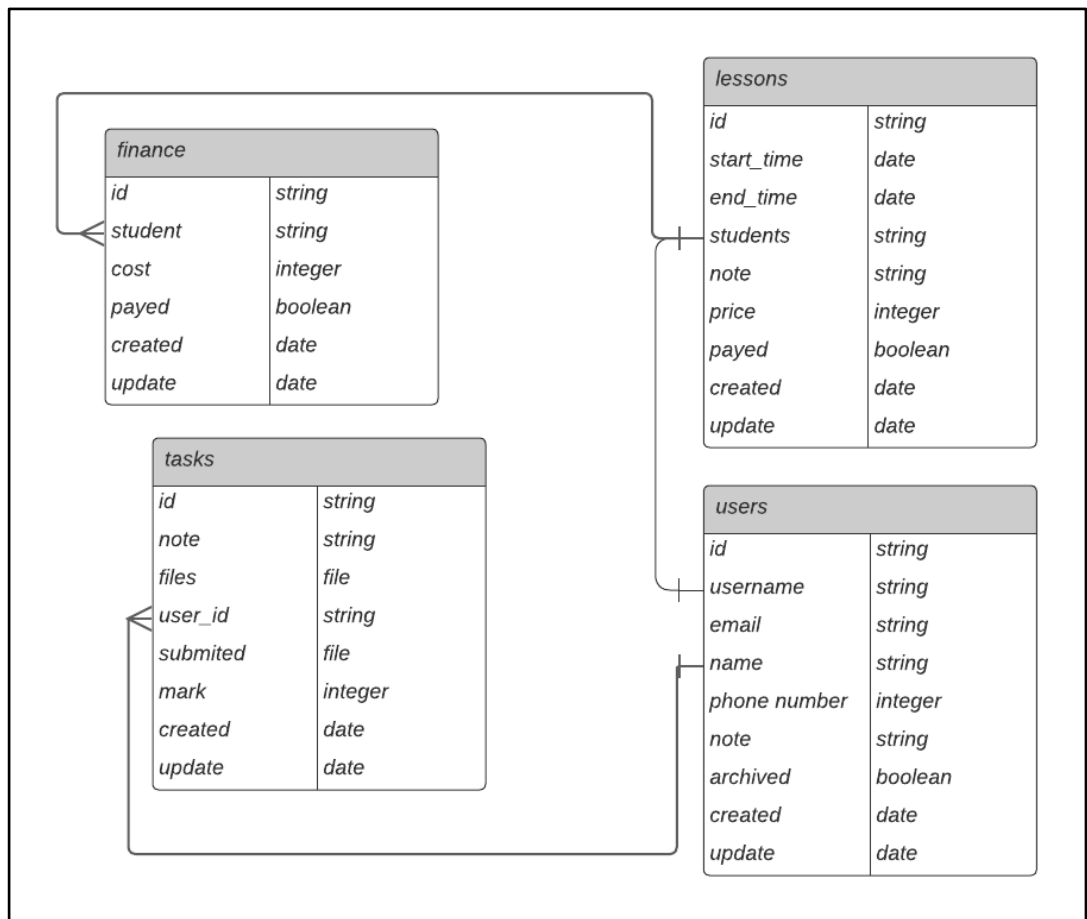 finance
id string
student string
cost integer
payed boolean
created date
update date
lessons
id string
start_time date
end_time date
students string
note string
price integer
payed boolean
created date
update date
tasks
id string
note string
files file
user_id string
submited file
mark integer
created date
update date
users
id string
username string
email string
name string
phone number integer
note string
archived boolean
created date
update date